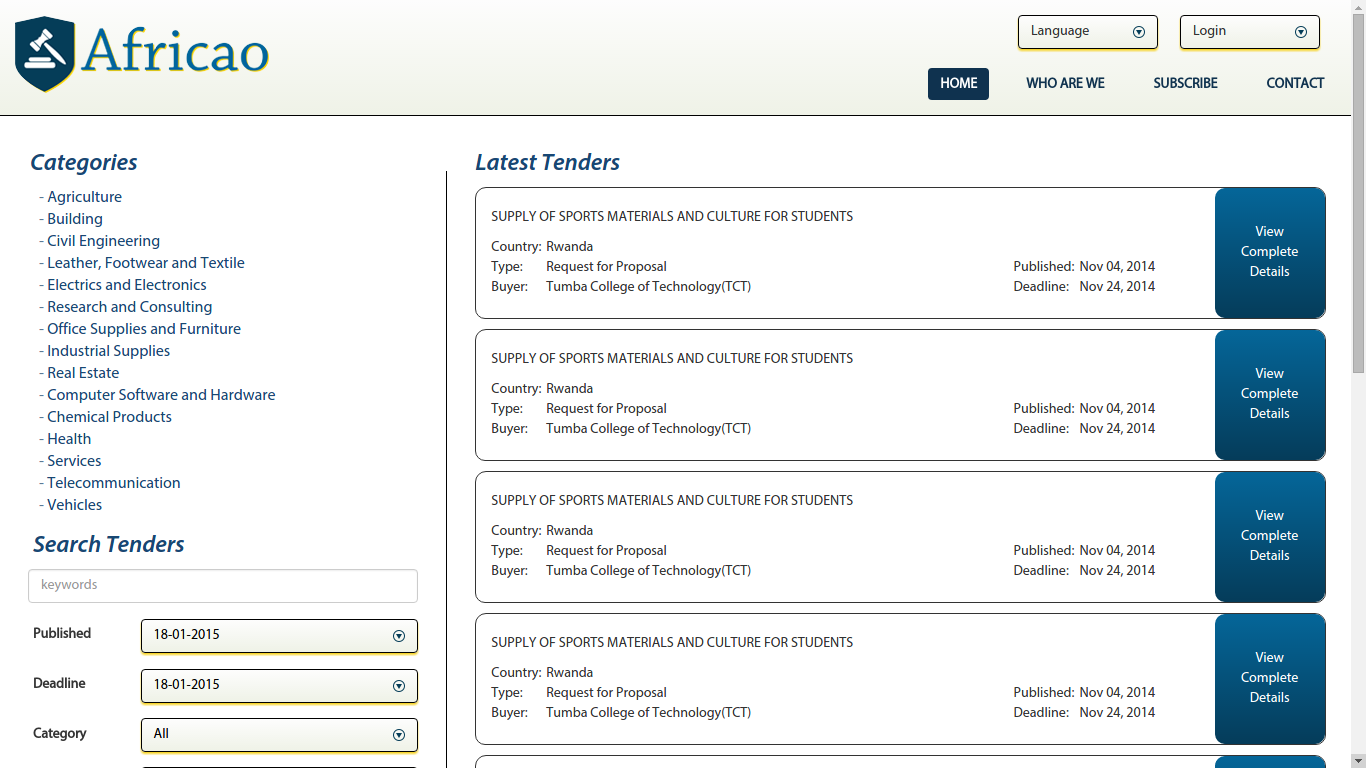 Africao
Language
Login
HOME
WHO ARE WE
SUBSCRIBE
CONTACT
Categories
- Agriculture
- Building
- Civil Engineering
- Leather, Footwear and Textile
- Electrics and Electronics
- Research and Consulting
- Office Supplies and Furniture
- Industrial Supplies
- Real Estate
- Computer Software and Hardware
- Chemical Products
- Health
- Services
- Telecommunication
- Vehicles
Search Tenders
keywords
Published 18-01-2015
Deadline 18-01-2015
Category All
Latest Tenders
SUPPLY OF SPORTS MATERIALS AND CULTURE FOR STUDENTS
Country: Rwanda
Type: Request for Proposal Published: Nov 04, 2014
Buyer: Tumba College of Technology(TCT) Deadline: Nov 24, 2014
View
Complete
Details
SUPPLY OF SPORTS MATERIALS AND CULTURE FOR STUDENTS
Country: Rwanda
Type: Request for Proposal Published: Nov 04, 2014
Buyer: Tumba College of Technology(TCT) Deadline: Nov 24, 2014
View
Complete
Details
SUPPLY OF SPORTS MATERIALS AND CULTURE FOR STUDENTS
Country: Rwanda
Type: Request for Proposal Published: Nov 04, 2014
Buyer: Tumba College of Technology(TCT) Deadline: Nov 24, 2014
View
Complete
Details
SUPPLY OF SPORTS MATERIALS AND CULTURE FOR STUDENTS
Country: Rwanda
Type: Request for Proposal Published: Nov 04, 2014
Buyer: Tumba College of Technology(TCT) Deadline: Nov 24, 2014
View
Complete
Details